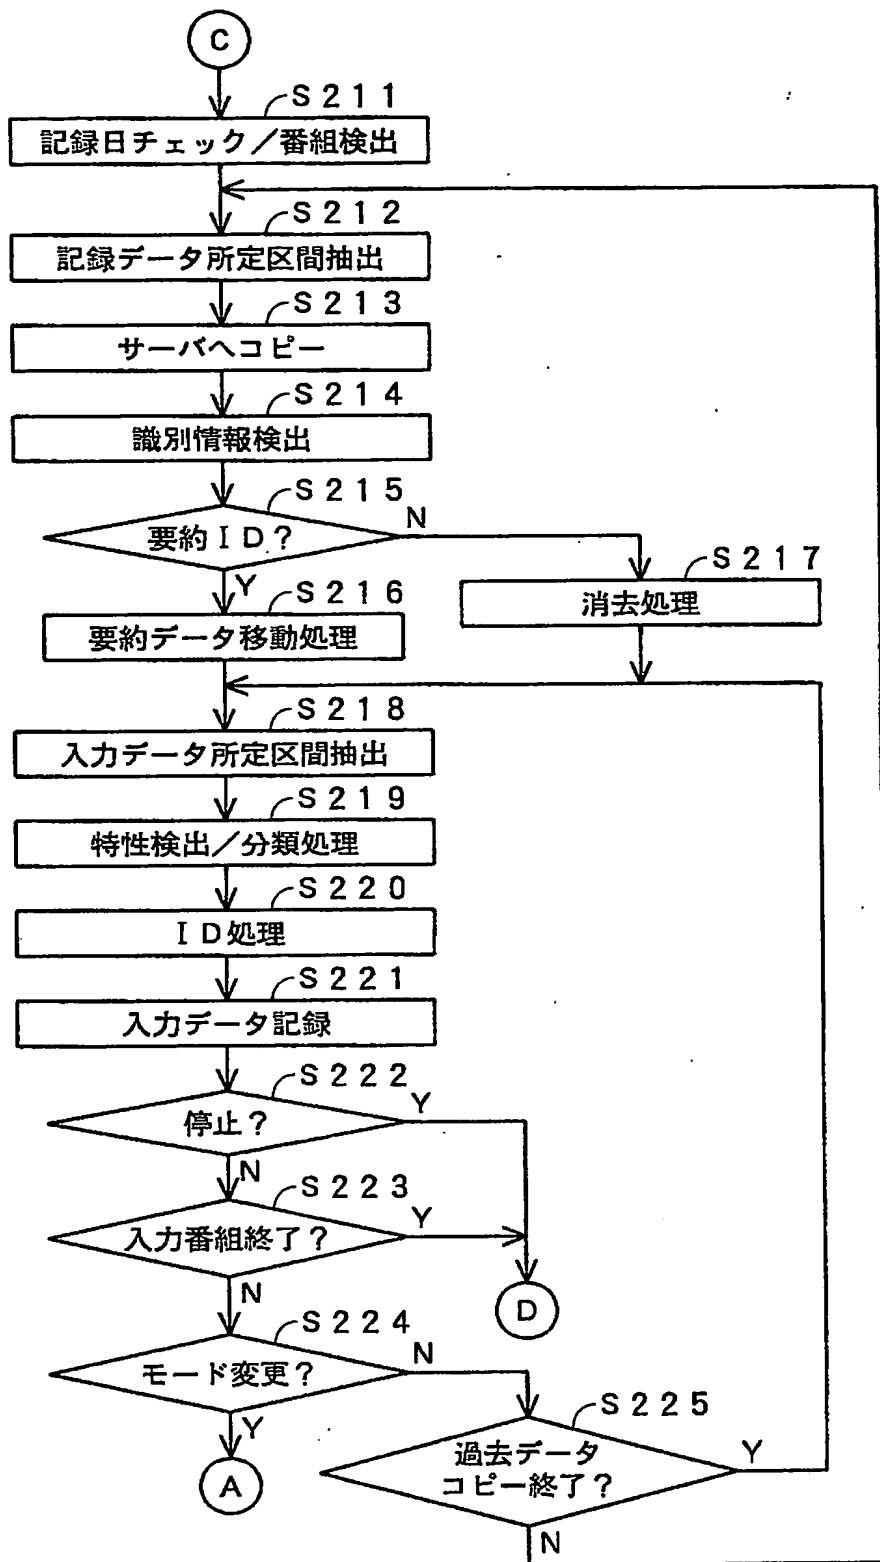 C
S211
記録日チェック/番組検出
S212
記録データ所定区間抽出
S213
サーバへコピー
S214
識別情報検出
S215
要約ID?
N
Y
S216
要約データ移動処理
S217
消去処理
S218
入力データ所定区間抽出
S219
特性検出/分類処理
S220
ID処理
S221
入力データ記録
S222
停止?
Y
N
S223
入力番組終了?
Y
N
D
S224
モード変更?
N
Y
A
S225
過去データ
コピー終了?
Y
N